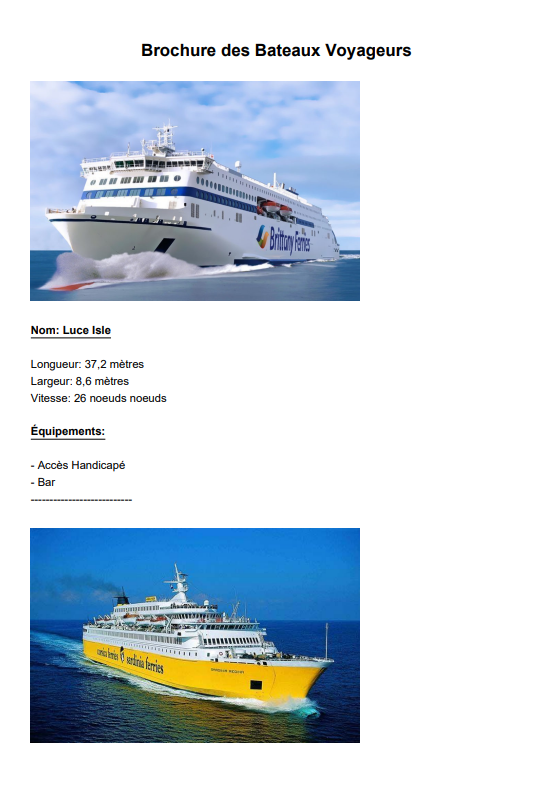 Brochure des Bateaux Voyageurs
Brittany Ferries
Nom: Luce Isle
Longueur: 37,2 mètres
Largeur: 8,6 mètres
Vitesse: 26 noeuds noeuds
Équipements:
- Accès Handicapé
- Bar
---------------------------
corsica ferries sardinia ferries